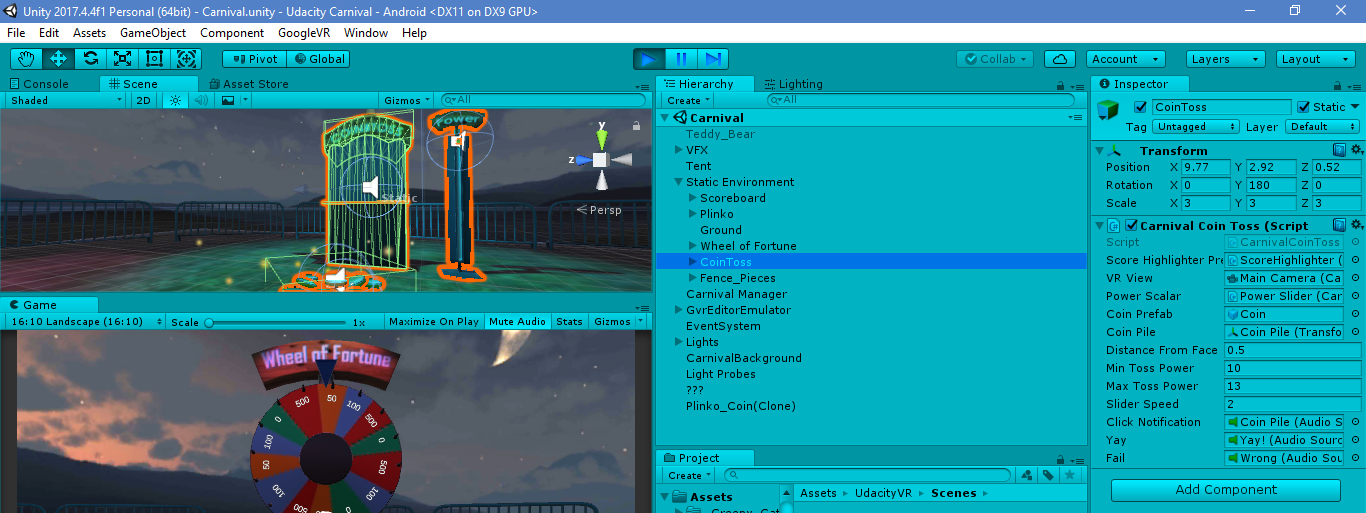 Unity 2017.4.4f1 Personal (64bit) - Carnival.unity - Udacity Carnival - Android <DX11 on DX9 GPU>
File Edit Assets GameObject Component GoogleVR Window Help
Pivot Global Collab Account Layers Layout
Console Scene Asset Store
Shaded 2D Gizmos All
COINTOSS
Power
y
z
Static
Persp
Game
16:10 Landscape (16:10) Scale 1x Maximize On Play Mute Audio Stats Gizmos
Wheel of Fortune
50
100
500
0
500
100
50
100
500
0
100
50
100
0
500
Hierarchy Lighting
Create All
Carnival
Teddy_Bear
VFX
Tent
Static Environment
Scoreboard
Plinko
Ground
Wheel of Fortune
CoinToss
Fence_Pieces
Carnival Manager
GvrEditorEmulator
EventSystem
Lights
CarnivalBackground
Light Probes
???
Plinko_Coin(Clone)
Project
Create
Assets
Assets UdacityVR Scenes
Inspector
CoinToss Static
Tag Untagged Layer Default
Transform
Position X 9.77 Y 2.92 Z 0.52
Rotation X 0 Y 180 Z 0
Scale X 3 Y 3 Z 3
Carnival Coin Toss (Script
Script CarnivalCoinToss
Score Highlighter Pre ScoreHighlighter (
VR View Main Camera (Ca
Power Scalar Power Slider (Car
Coin Prefab Coin
Coin Pile Coin Pile (Transfo
Distance From Face 0.5
Min Toss Power 10
Max Toss Power 13
Slider Speed 2
Click Notification Coin Pile (Audio S
Yay Yay! (Audio Sourc
Fail Wrong (Audio Sou
Add Component